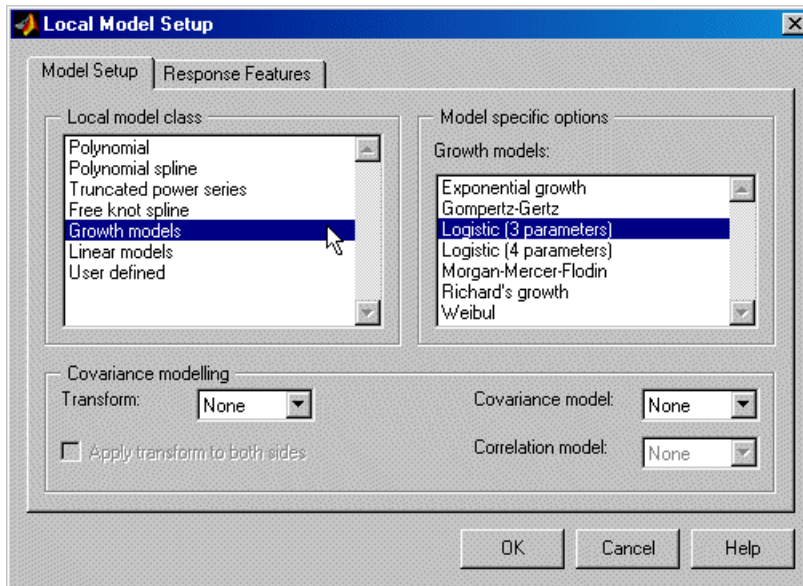 Local Model Setup
Model Setup
Response Features
Local model class
Polynomial
Polynomial spline
Truncated power series
Free knot spline
Growth models
Linear models
User defined
Model specific options
Growth models:
Exponential growth
Gompertz-Gertz
Logistic (3 parameters)
Logistic (4 parameters)
Morgan-Mercer-Flodin
Richard's growth
Weibul
Covariance modelling
Transform: None
Apply transform to both sides
Covariance model: None
Correlation model: None
OK
Cancel
Help